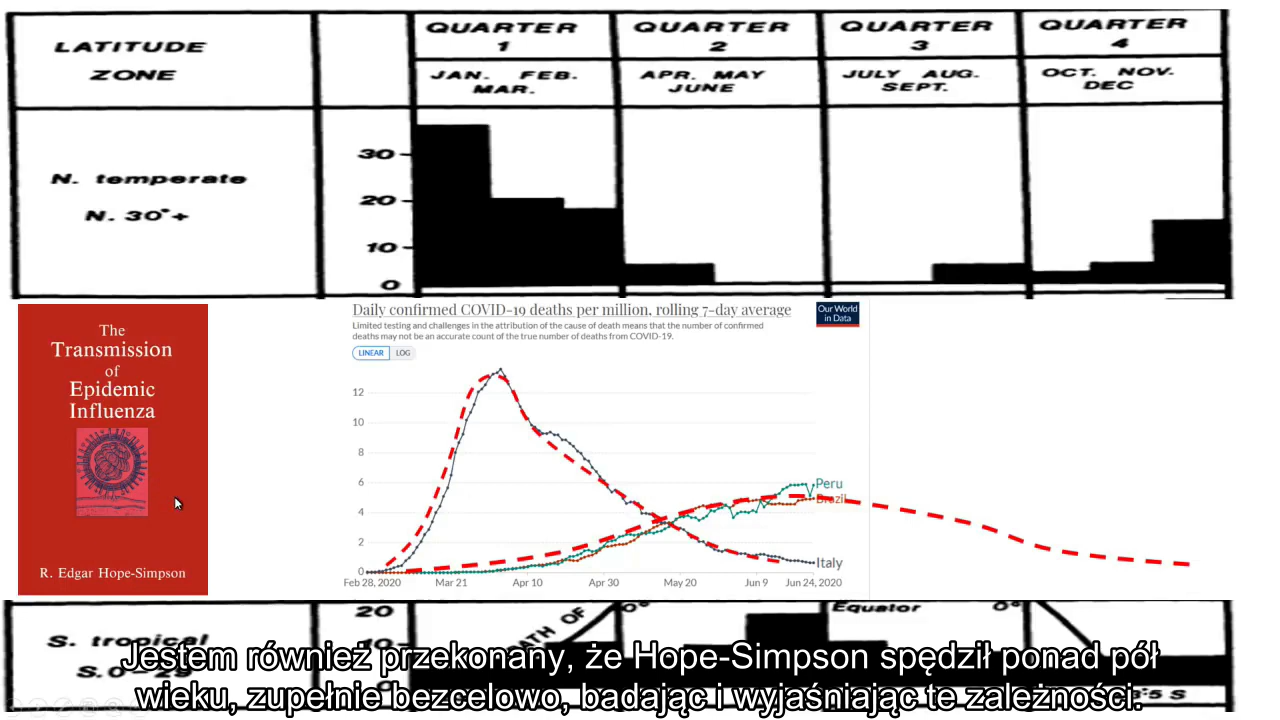 LATITUDE
ZONE
QUARTER
1
QUARTER
2
QUARTER
3
QUARTER
4
JAN. FEB.
MAR.
APR. MAY
JUNE
JULY AUG.
SEPT.
OCT. NOV.
DEC
N. temperate
N. 30°+
30
20
10
0
The
Transmission
of
Epidemic
Influenza
R. Edgar Hope-Simpson
Daily confirmed COVID-19 deaths per million, rolling 7-day average
Limited testing and challenges in the attribution of the cause of death means that the number of confirmed
deaths may not be an accurate count of the true number of deaths from COVID-19.
LINEAR LOG
Our World
in Data
12
10
8
6
4
2
0
Peru
Brazil
Italy
Feb 28, 2020 Mar 21 Apr 10 Apr 30 May 20 Jun 9 Jun 24, 2020
S. tropical
S. 0-29
20
10
0
PATH OF
0°
Equator
0°
Jestem również przekonany, że Hope-Simpson spędził ponad pół
wieku, zupełnie bezcelowo, badając i wyjaśniając te zależności.